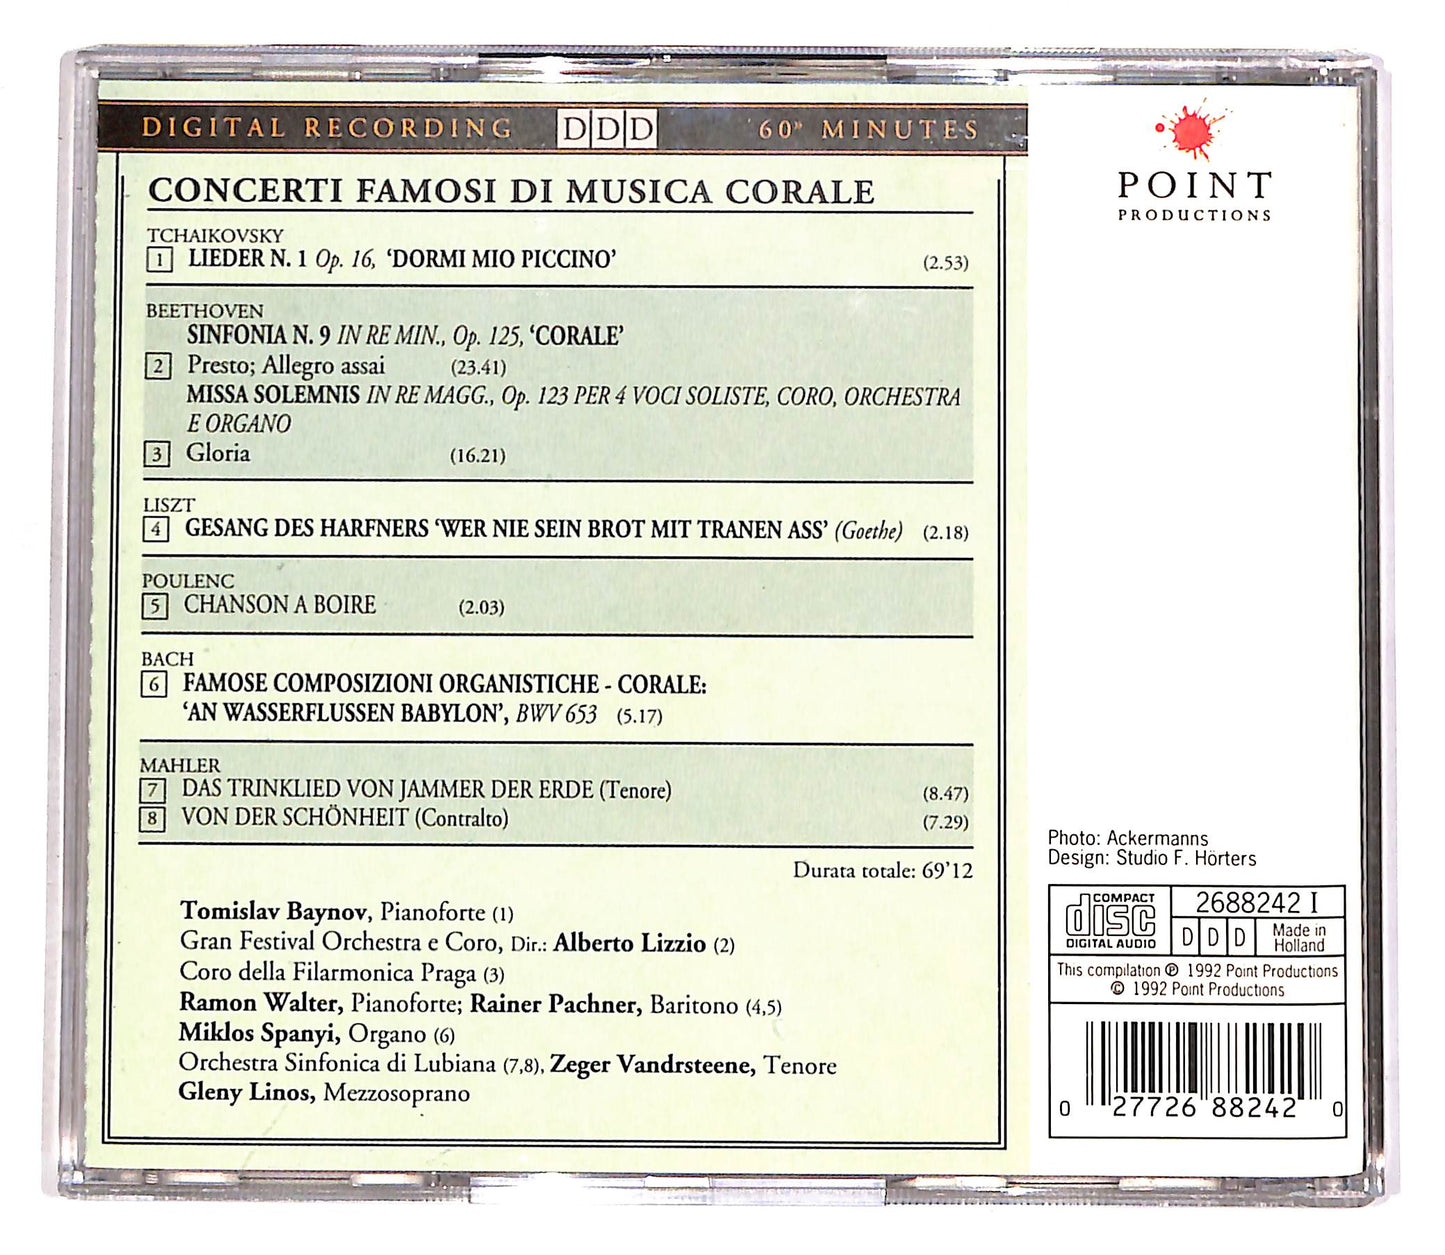 DIGITAL RECORDING DDD 60" MINUTES
CONCERTI FAMOSI DI MUSICA CORALE
TCHAIKOVSKY
1 LIEDER N. 1 Op. 16, ‘DORMI MIO PICCINO’ (2.53)
BEETHOVEN
SINFONIA N. 9 IN RE MIN., Op. 125, ‘CORALE’
2 Presto; Allegro assai (23.41)
MISSA SOLEMNIS IN RE MAGG., Op. 123 PER 4 VOCI SOLISTE, CORO, ORCHESTRA
E ORGANO
3 Gloria (16.21)
LISZT
4 GESANG DES HARFNERS ‘WER NIE SEIN BROT MIT TRANEN ASS’ (Goethe) (2.18)
POULENC
5 CHANSON A BOIRE (2.03)
BACH
6 FAMOSE COMPOSIZIONI ORGANISTICHE - CORALE:
‘AN WASSERFLUSSEN BABYLON’, BWV 653 (5.17)
MAHLER
7 DAS TRINKLIED VON JAMMER DER ERDE (Tenore) (8.47)
8 VON DER SCHÖNHEIT (Contralto) (7.29)
Durata totale: 69'12
Tomislav Baynov, Pianoforte (1)
Gran Festival Orchestra e Coro, Dir.: Alberto Lizzio (2)
Coro della Filarmonica Praga (3)
Ramon Walter, Pianoforte; Rainer Pachner, Baritono (4,5)
Miklos Spanyi, Organo (6)
Orchestra Sinfonica di Lubiana (7,8), Zeger Vandrsteene, Tenore
Gleny Linos, Mezzosoprano
POINT
PRODUCTIONS
Photo: Ackermanns
Design: Studio F. Hörters
COMPACT
disc
DIGITAL AUDIO
2688242 I
DDD
Made in
Holland
This compilation ℗ 1992 Point Productions
© 1992 Point Productions
0 27726 88242 0